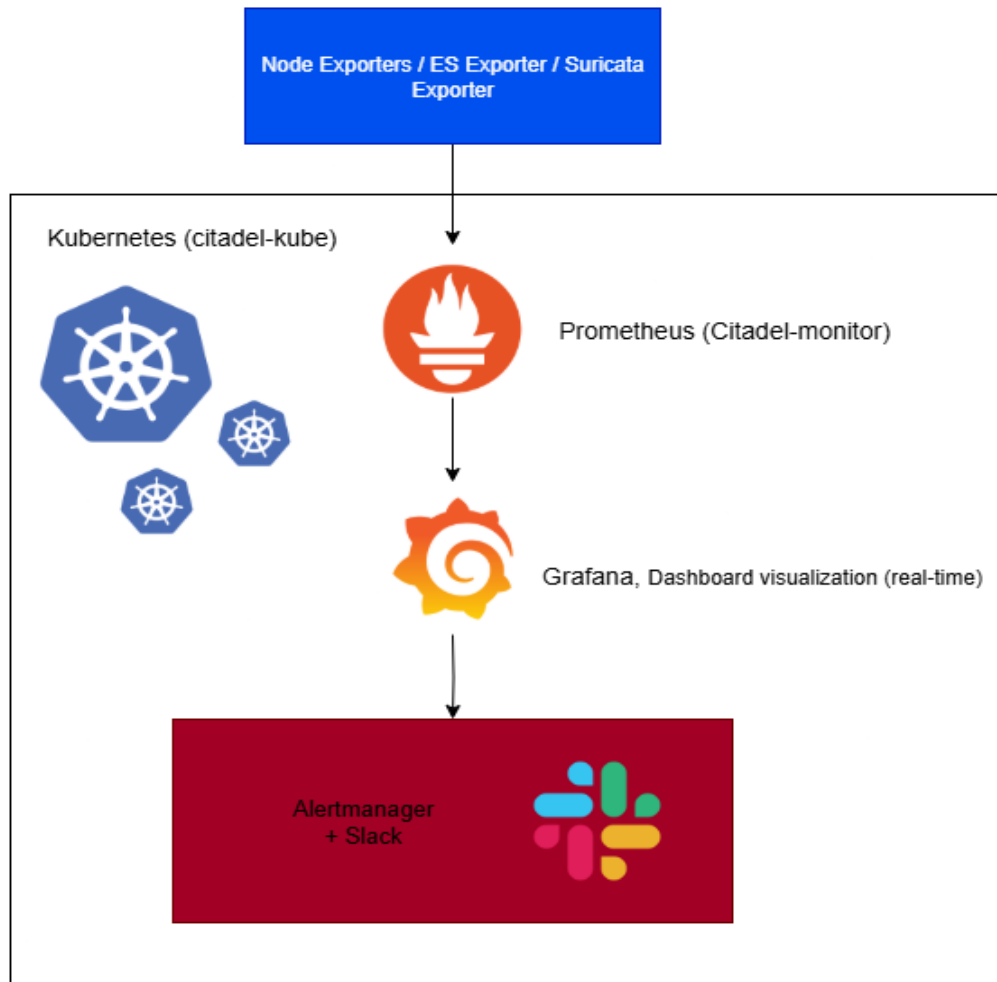 Node Exporters / ES Exporter / Suricata
Exporter
Kubernetes (citadel-kube)
Prometheus (Citadel-monitor)
Grafana, Dashboard visualization (real-time)
Alertmanager
+ Slack